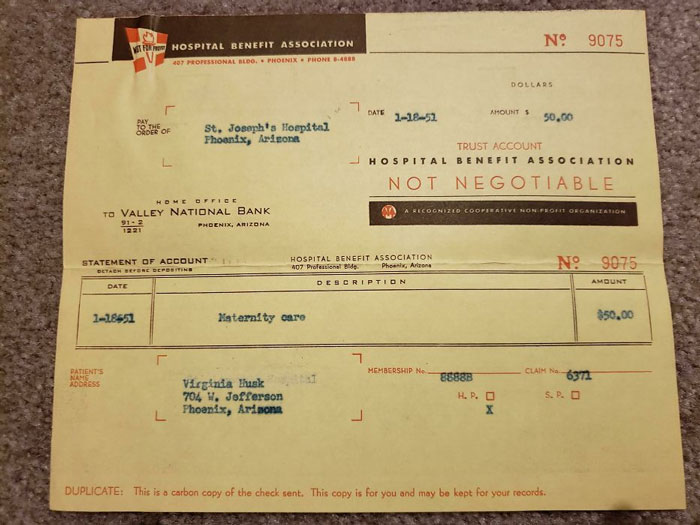 NOT FOR PROFIT
HOSPITAL BENEFIT ASSOCIATION
407 PROFESSIONAL BLDG. • PHOENIX • PHONE 8-4888
Nº 9075
DOLLARS
PAY
TO THE
ORDER OF
St. Joseph's Hospital
Phoenix, Arizona
DATE 1-18-51 AMOUNT $ 50.00
TRUST ACCOUNT
HOSPITAL BENEFIT ASSOCIATION
NOT NEGOTIABLE
A RECOGNIZED COOPERATIVE NON-PROFIT ORGANIZATION
HOME OFFICE
TO VALLEY NATIONAL BANK
91-2
1221
PHOENIX, ARIZONA
STATEMENT OF ACCOUNT
DETACH BEFORE DEPOSITING
HOSPITAL BENEFIT ASSOCIATION
407 Professional Bldg. Phoenix, Arizona
Nº 9075
DATE DESCRIPTION AMOUNT
1-18-51 Maternity care $50.00
PATIENT'S
NAME
ADDRESS
Virginia Husk
704 W. Jefferson
Phoenix, Arizona
MEMBERSHIP No. 88888 CLAIM No. 6371
H. P. S. P.
X
DUPLICATE: This is a carbon copy of the check sent. This copy is for you and may be kept for your records.